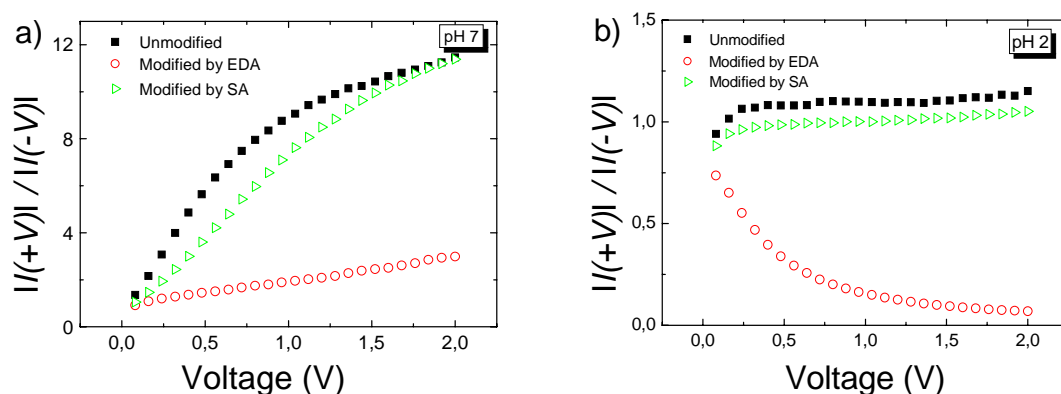 a)
pH 7
Unmodified
Modified by EDA
Modified by SA
|I(+V)| / |I(-V)|
12
8
4
0
0,0 0,5 1,0 1,5 2,0
Voltage (V)
b)
pH 2
Unmodified
Modified by EDA
Modified by SA
|I(+V)| / |I(-V)|
1,5
1,0
0,5
0,0
0,0 0,5 1,0 1,5 2,0
Voltage (V)